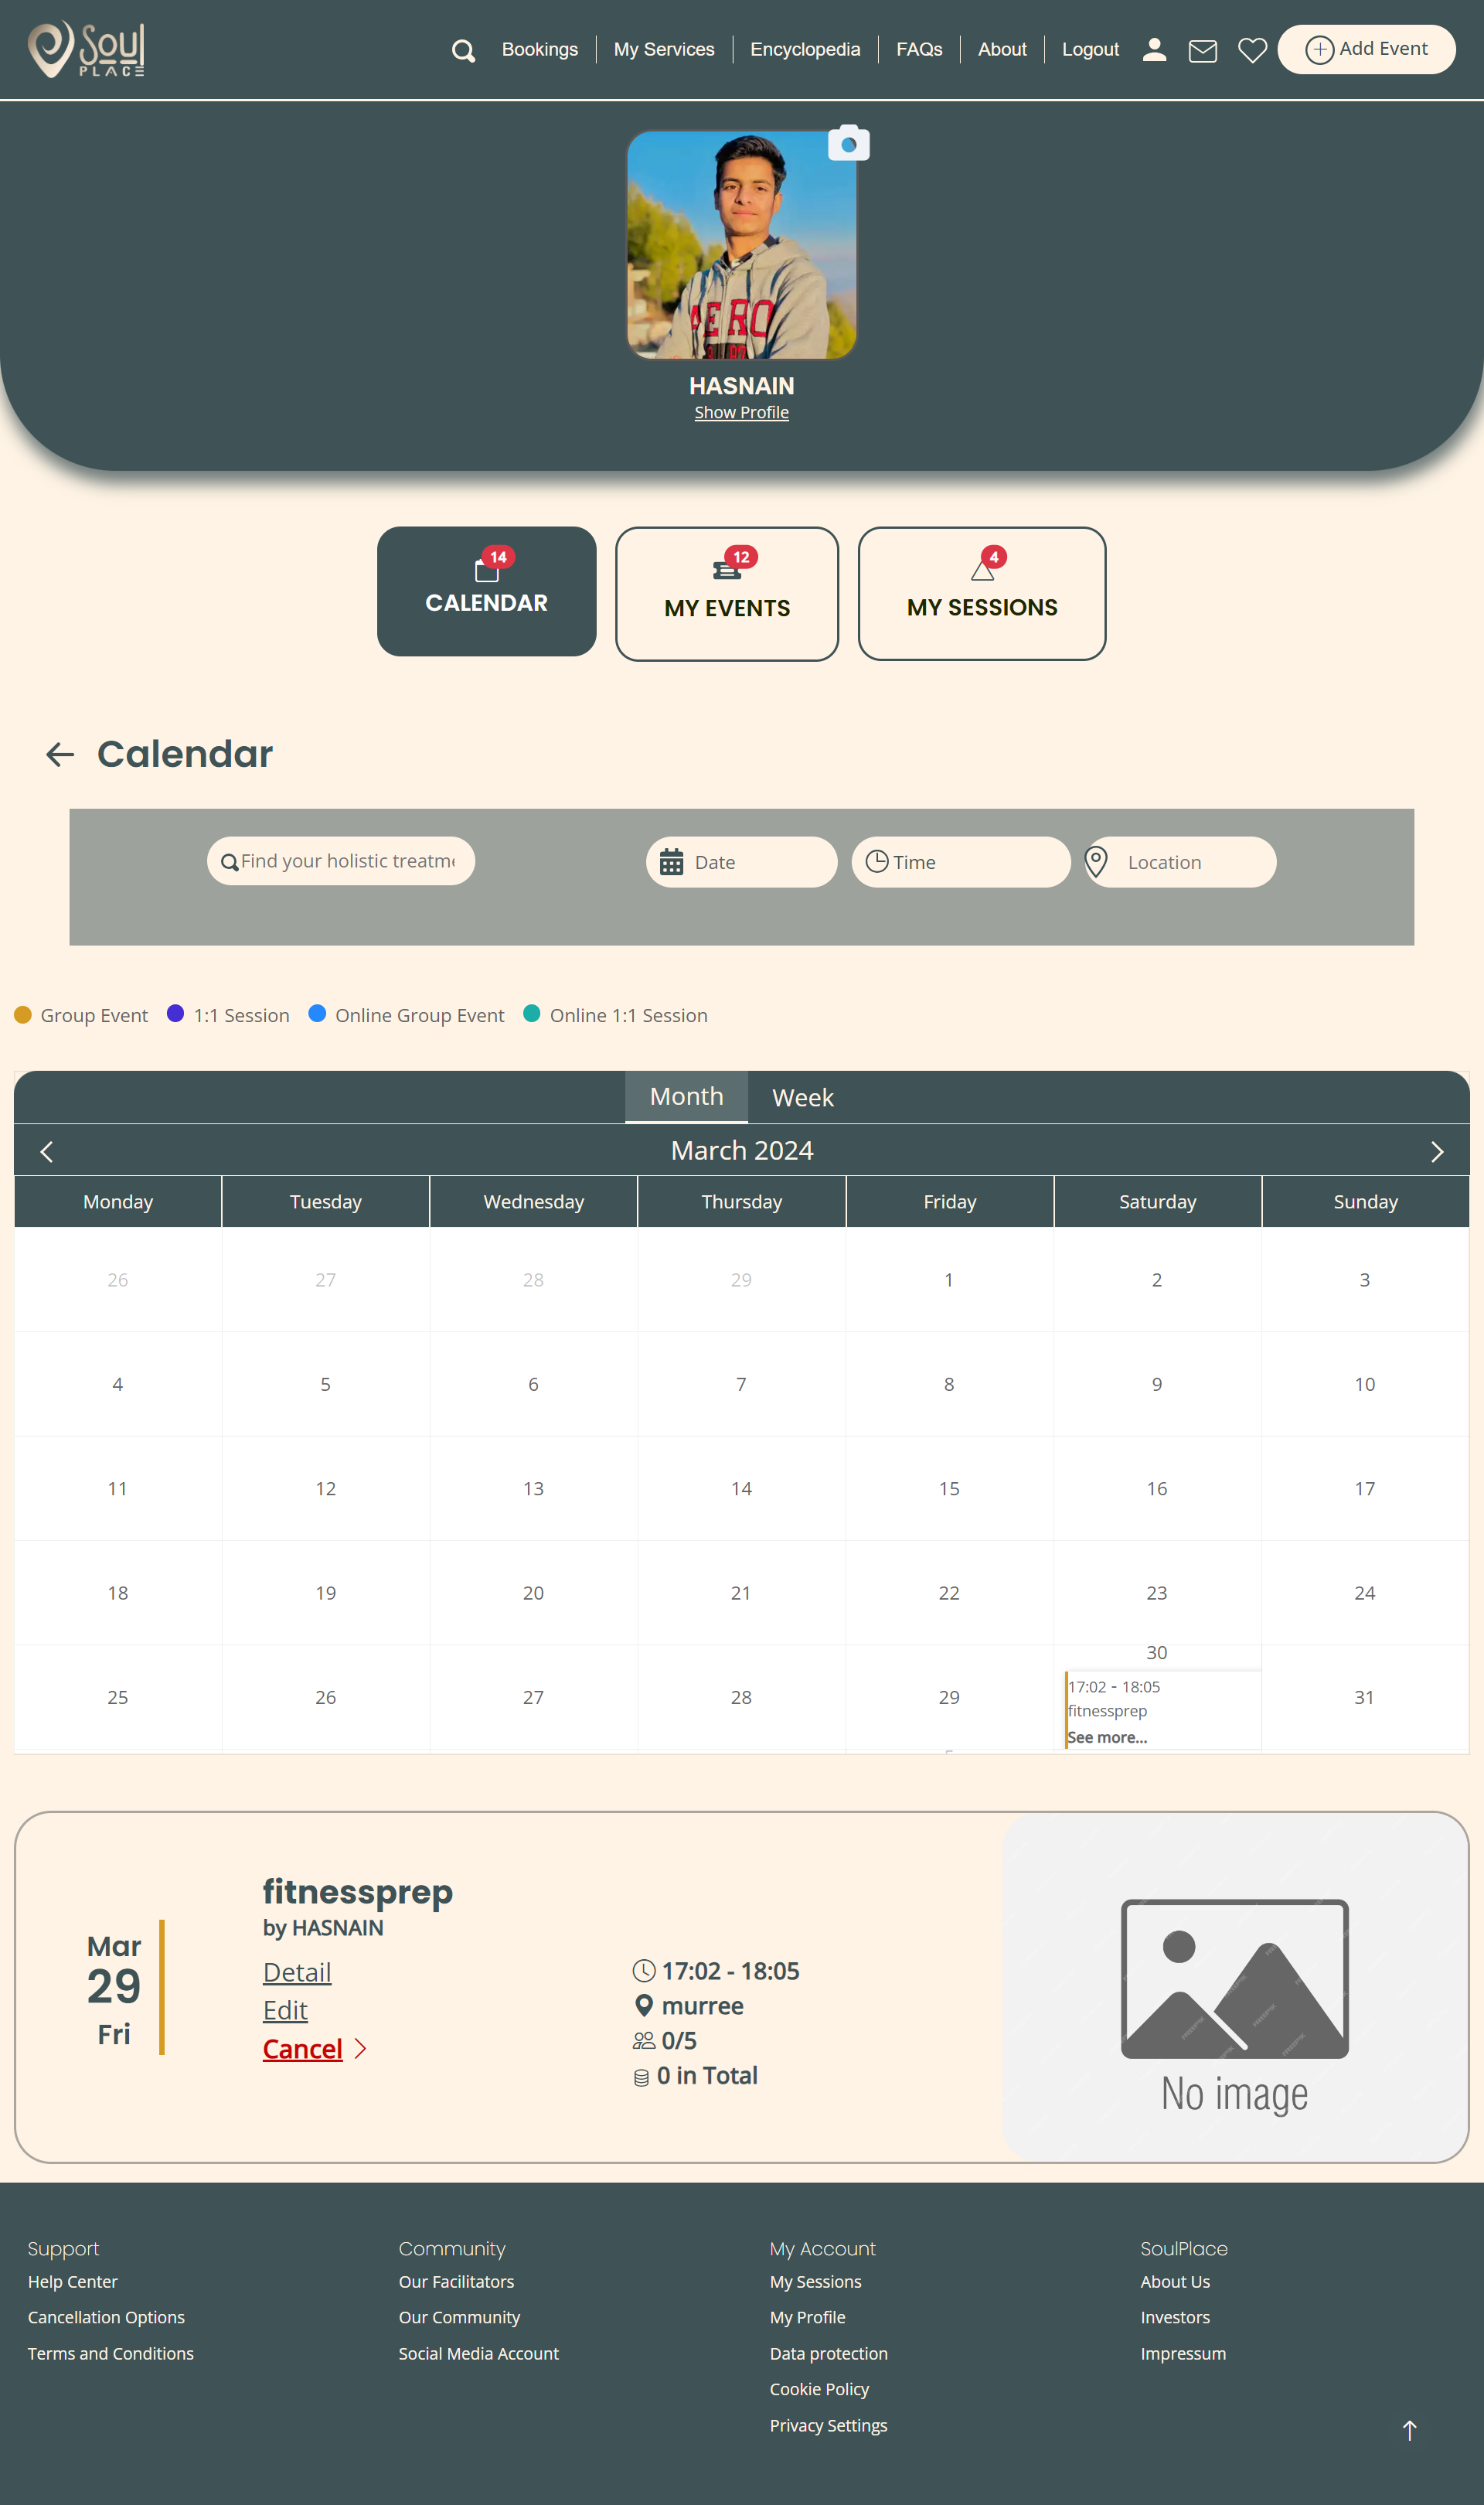 Soul
PLACE
Bookings
My Services
Encyclopedia
FAQs
About
Logout
Add Event
AERO
HASNAIN
Show Profile
14
CALENDAR
12
MY EVENTS
4
MY SESSIONS
Calendar
Find your holistic treatm
Date
Time
Location
Group Event
1:1 Session
Online Group Event
Online 1:1 Session
Month
Week
March 2024
Monday Tuesday Wednesday Thursday Friday Saturday Sunday
26 27 28 29 1 2 3
4 5 6 7 8 9 10
11 12 13 14 15 16 17
18 19 20 21 22 23 24
25 26 27 28 29 30 31
17:02 - 18:05
fitnessprep
See more...
Mar
29
Fri
fitnessprep
by HASNAIN
Detail
Edit
Cancel
17:02 - 18:05
murree
0/5
0 in Total
No image
Support
Help Center
Cancellation Options
Terms and Conditions
Community
Our Facilitators
Our Community
Social Media Account
My Account
My Sessions
My Profile
Data protection
Cookie Policy
Privacy Settings
SoulPlace
About Us
Investors
Impressum